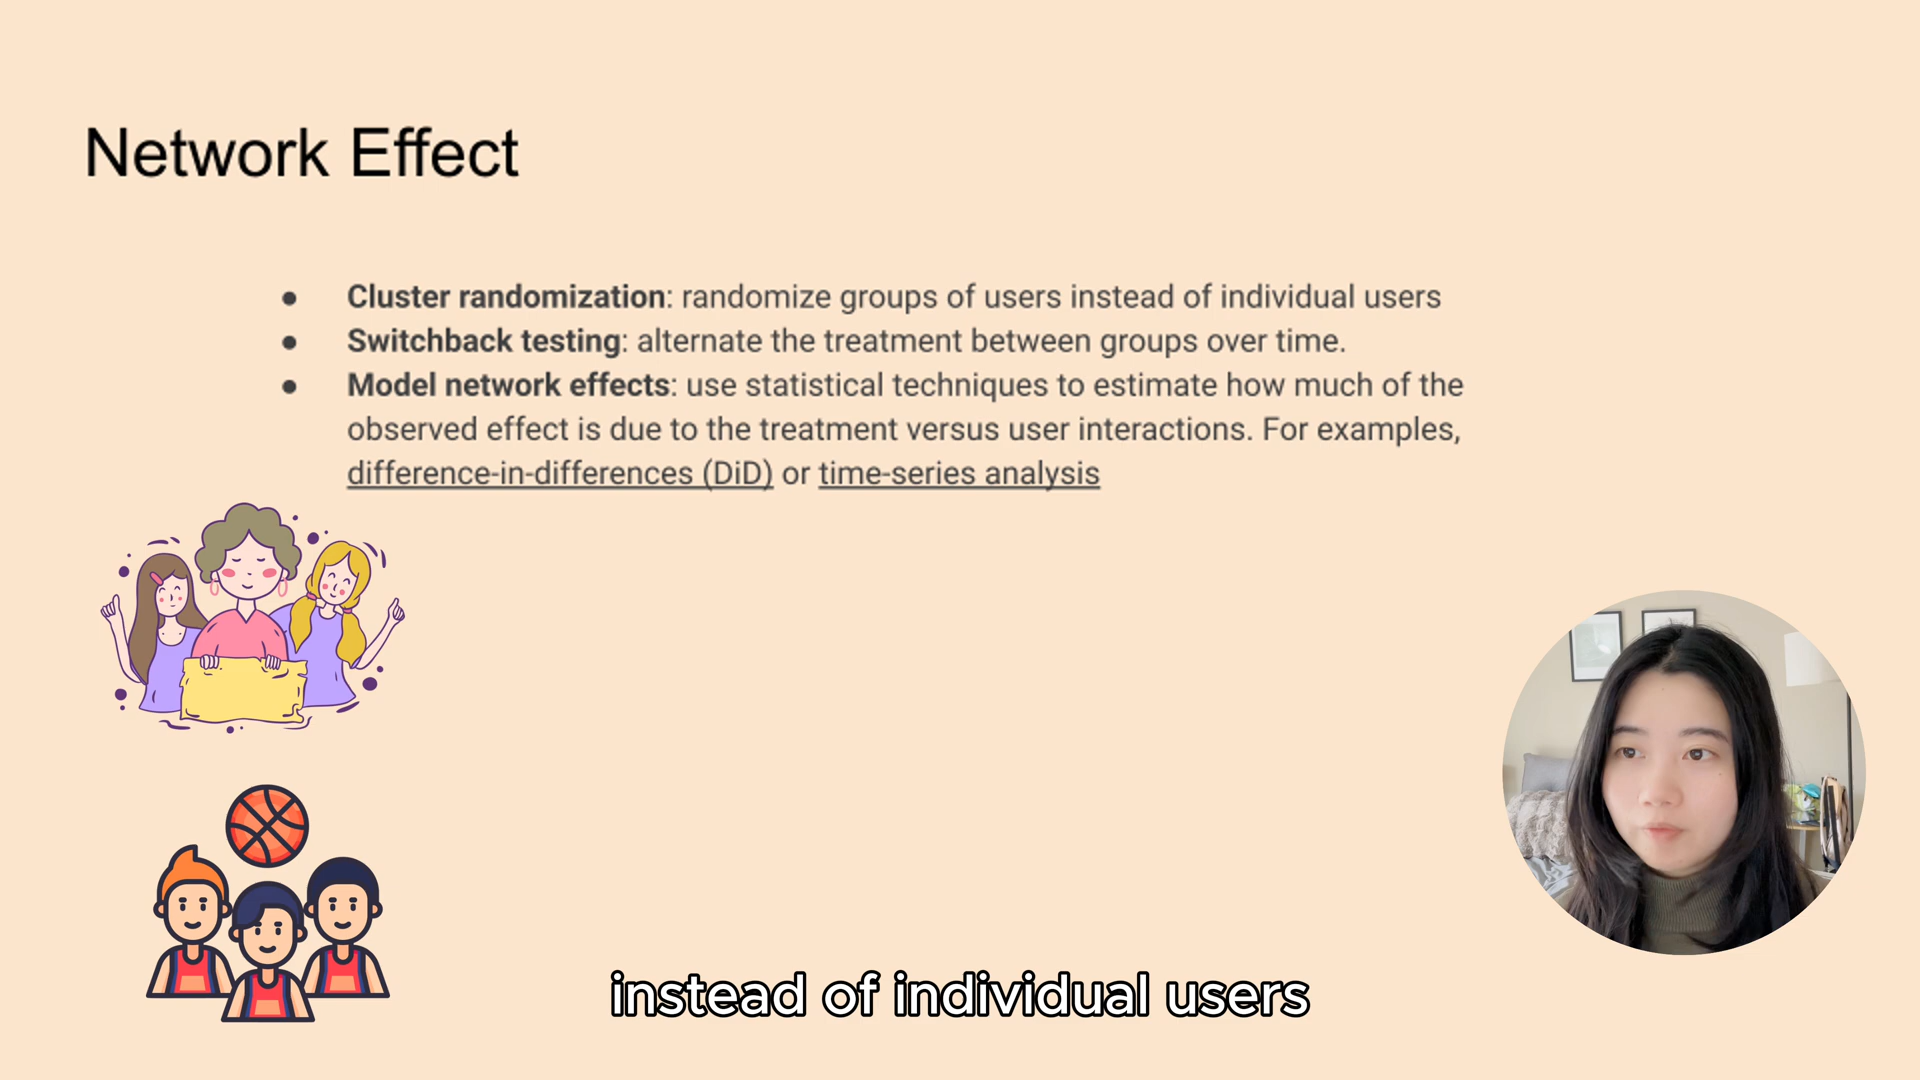 Network Effect
● Cluster randomization: randomize groups of users instead of individual users
● Switchback testing: alternate the treatment between groups over time.
● Model network effects: use statistical techniques to estimate how much of the
observed effect is due to the treatment versus user interactions. For examples,
difference-in-differences (DiD) or time-series analysis
instead of individual users